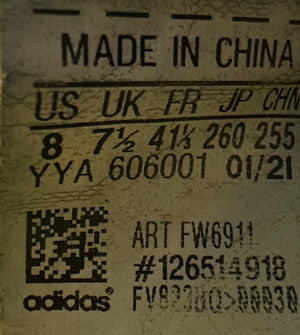 MADE IN CHINA
US UK FR JP CHN
8 7½ 41⅓ 260 255
YYA 606001 01/21
ART FW6911
#126514918
adidas